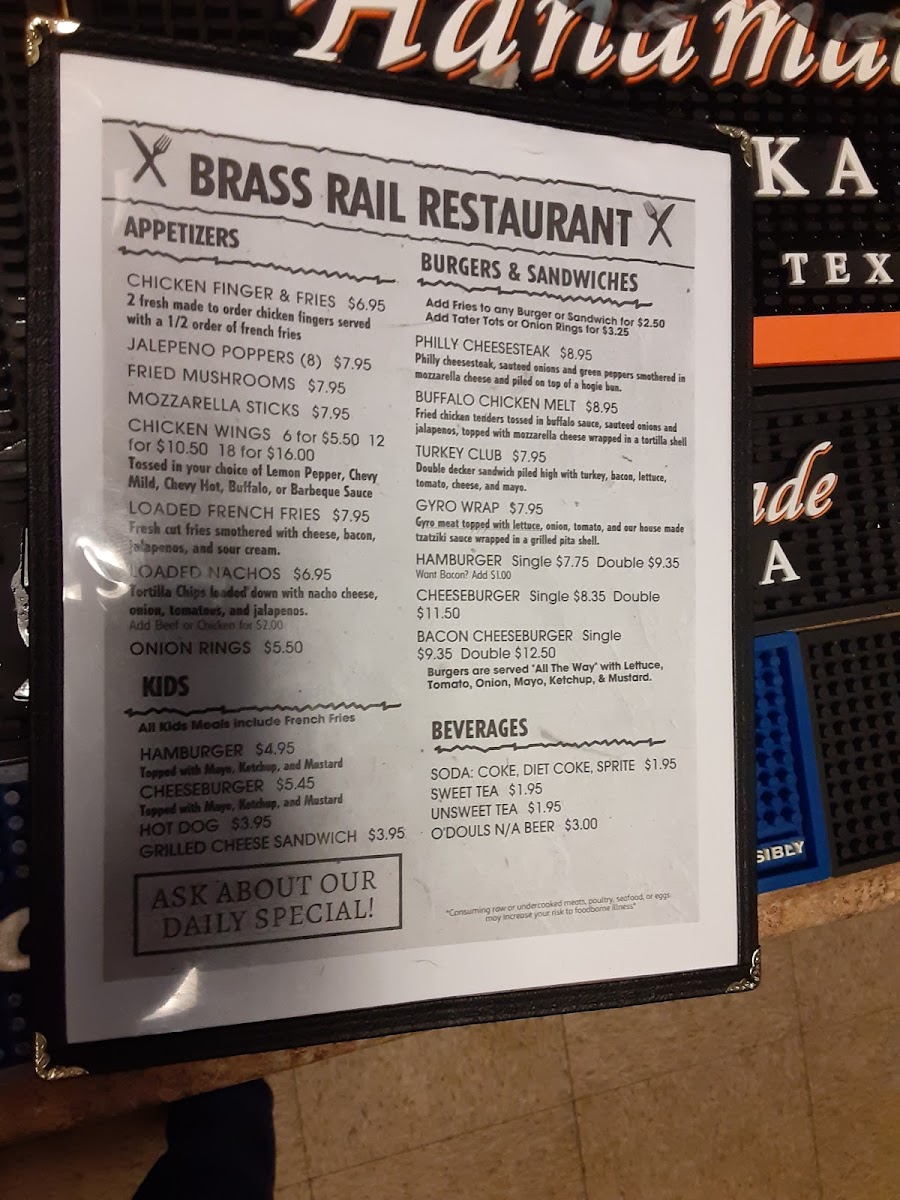 Handma
KA
TEX
ade
A
SIBLY
BRASS RAIL RESTAURANT
APPETIZERS
CHICKEN FINGER & FRIES $6.95
2 fresh made to order chicken fingers served
with a 1/2 order of french fries
JALEPENO POPPERS (8) $7.95
FRIED MUSHROOMS $7.95
MOZZARELLA STICKS $7.95
CHICKEN WINGS 6 for $5.50 12
for $10.50 18 for $16.00
Tossed in your choice of Lemon Pepper, Chevy
Mild, Chevy Hot, Buffalo, or Barbeque Sauce
LOADED FRENCH FRIES $7.95
Fresh cut fries smothered with cheese, bacon,
jalapenos, and sour cream.
LOADED NACHOS $6.95
Tortilla Chips loaded down with nacho cheese,
onion, tomatoes, and jalapenos.
Add Beef or Chicken for $2.00
ONION RINGS $5.50
KIDS
All Kids Meals include French Fries
HAMBURGER $4.95
Topped with Mayo, Ketchup, and Mustard
CHEESEBURGER $5.45
Topped with Mayo, Ketchup, and Mustard
HOT DOG $3.95
GRILLED CHEESE SANDWICH $3.95
ASK ABOUT OUR
DAILY SPECIAL!
BURGERS & SANDWICHES
Add Fries to any Burger or Sandwich for $2.50
Add Tater Tots or Onion Rings for $3.25
PHILLY CHEESESTEAK $8.95
Philly cheesesteak, sauteed onions and green peppers smothered in
mozzarella cheese and piled on top of a hogie bun.
BUFFALO CHICKEN MELT $8.95
Fried chicken tenders tossed in buffalo sauce, sauteed onions and
jalapenos, topped with mozzarella cheese wrapped in a tortilla shell
TURKEY CLUB $7.95
Double decker sandwich piled high with turkey, bacon, lettuce,
tomato, cheese, and mayo.
GYRO WRAP $7.95
Gyro meat topped with lettuce, onion, tomato, and our house made
tzatziki sauce wrapped in a grilled pita shell.
HAMBURGER Single $7.75 Double $9.35
Want Bacon? Add $1.00
CHEESEBURGER Single $8.35 Double
$11.50
BACON CHEESEBURGER Single
$9.35 Double $12.50
Burgers are served "All The Way" with Lettuce,
Tomato, Onion, Mayo, Ketchup, & Mustard.
BEVERAGES
SODA: COKE, DIET COKE, SPRITE $1.95
SWEET TEA $1.95
UNSWEET TEA $1.95
O'DOULS N/A BEER $3.00
"Consuming raw or undercooked meats, poultry, seafood, or eggs
may increase your risk to foodborne illness"